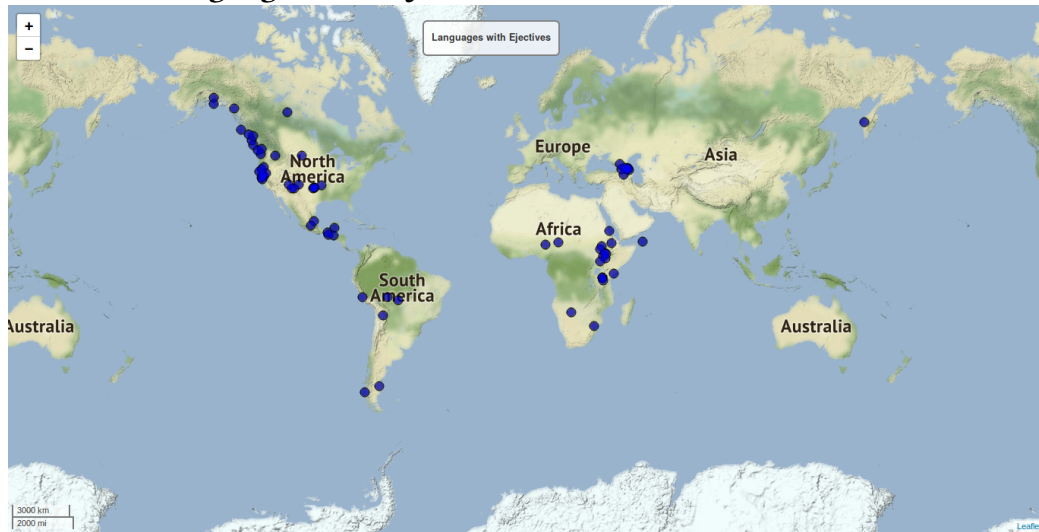 +
−
Languages with Ejectives
North
America
Europe
Asia
Africa
South
America
Australia
Australia
3000 km
2000 mi
Leafle